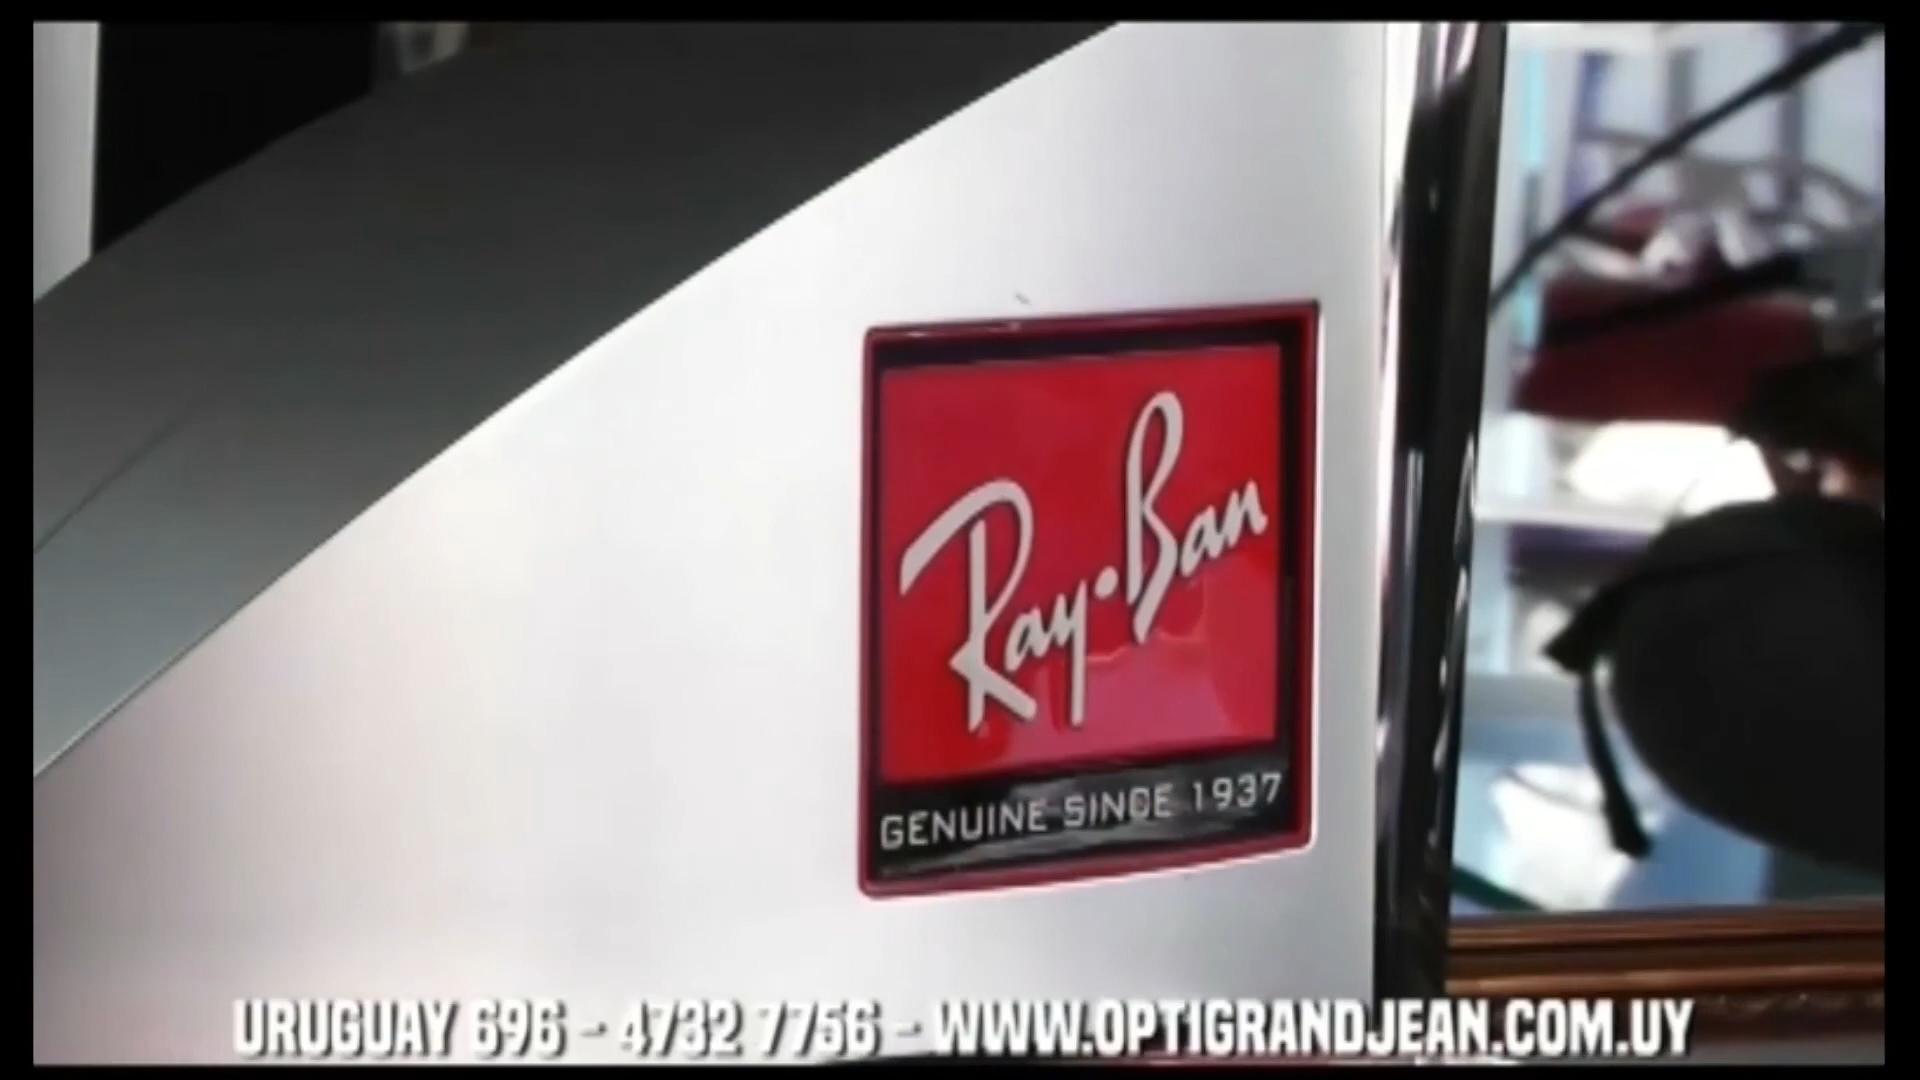 Ray-Ban
GENUINE SINCE 1937
URUGUAY 696 - 4732 7756 - WWW.OPTIGRANDJEAN.COM.UY